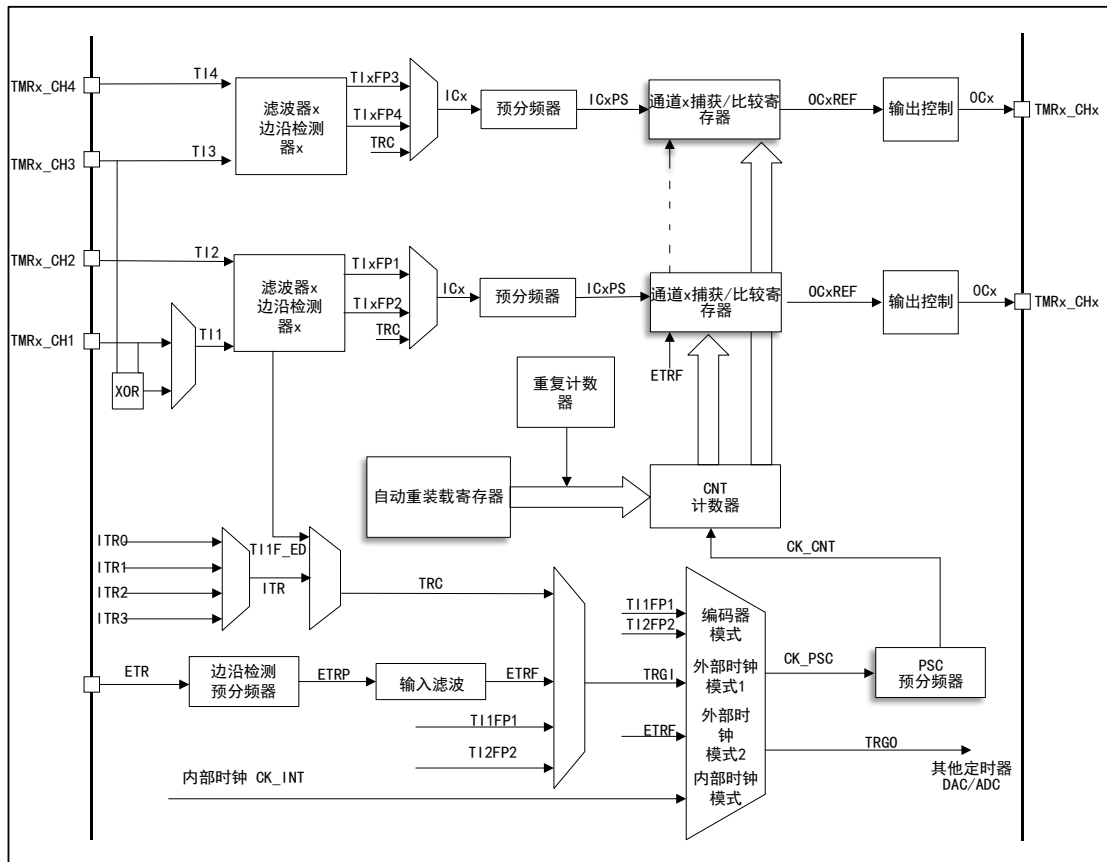 TMRx_CH4
TI4
TIxFP3
ICx
ICxPS
OCxREF
OCx
滤波器x
边沿检测
器x
TIxFP4
预分频器
通道x捕获/比较寄
存器
输出控制
TMRx_CHx
TRC
TMRx_CH3
TI3
TMRx_CH2
TI2
TIxFP1
ICx
ICxPS
OCxREF
OCx
滤波器x
边沿检测
器x
TIxFP2
预分频器
通道x捕获/比较寄
存器
输出控制
TMRx_CHx
TRC
TMRx_CH1
TI1
XOR
ETRF
重复计数
器
自动重装载寄存器
CNT
计数器
CK_CNT
ITR0
ITR1
ITR2
ITR3
TI1F_ED
ITR
TRC
TI1FP1
TI2FP2
编码器
模式
ETR
边沿检测
预分频器
ETRP
输入滤波
ETRF
TRGI
外部时钟
模式1
CK_PSC
PSC
预分频器
TI1FP1
TI2FP2
ETRF
外部时
钟
模式2
TRGO
其他定时器
DAC/ADC
内部时钟 CK_INT
内部时钟
模式